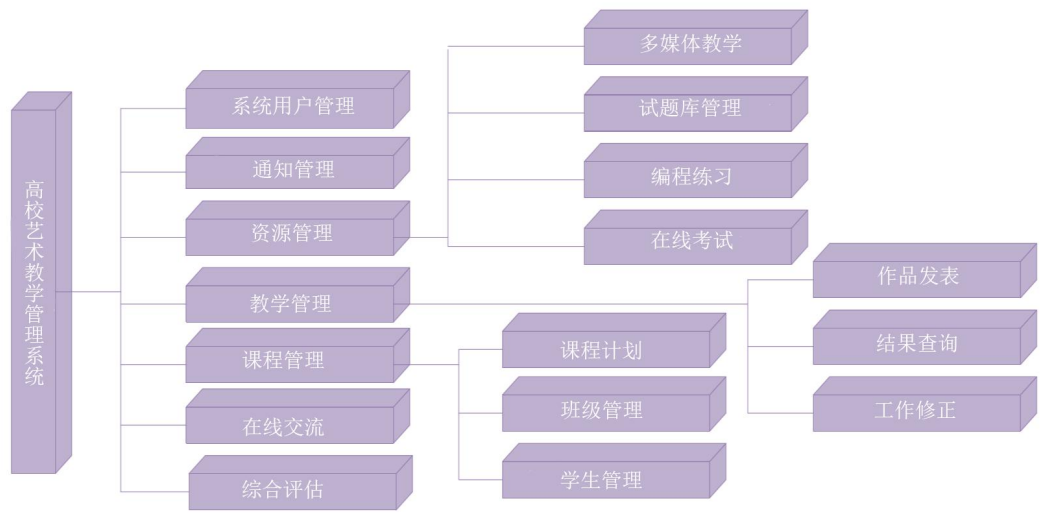 高校艺术教学管理系统
系统用户管理
通知管理
资源管理
教学管理
课程管理
在线交流
综合评估
多媒体教学
试题库管理
编程练习
在线考试
作品发表
结果查询
工作修正
课程计划
班级管理
学生管理